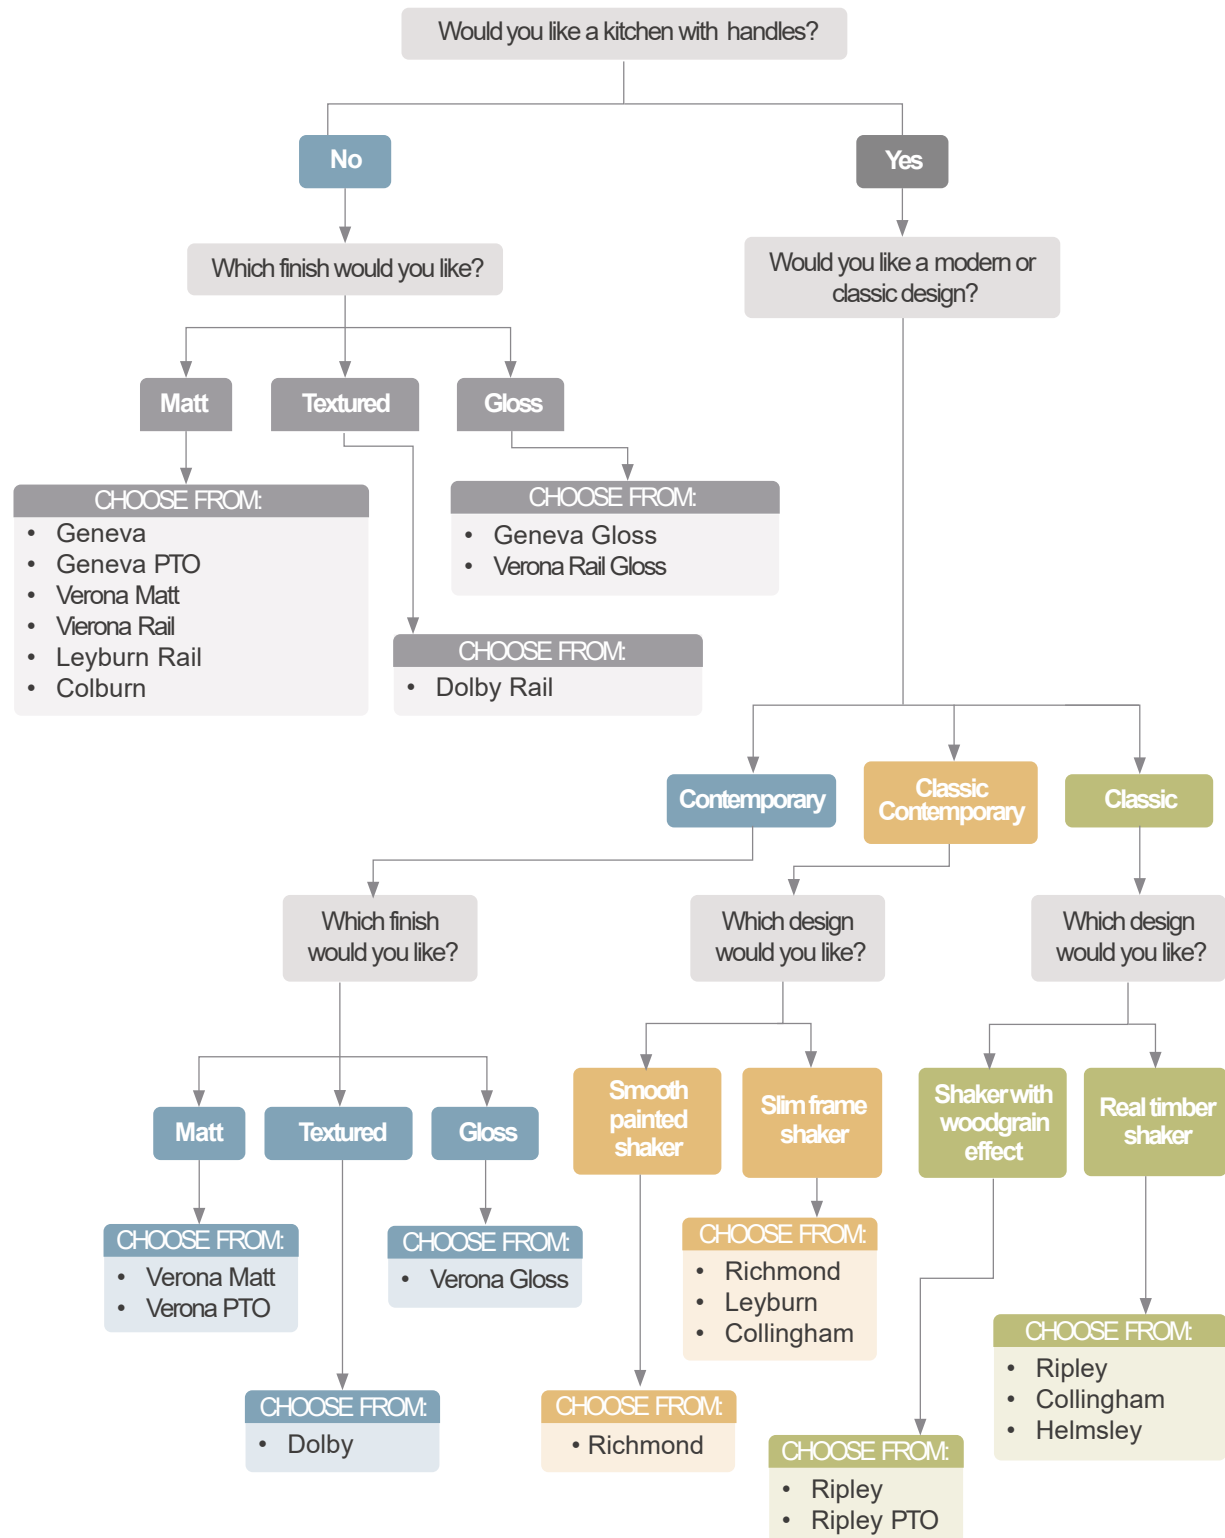 Would you like a kitchen with handles?
No
Yes
Which finish would you like?
Would you like a modern or
classic design?
Matt
Textured
Gloss
CHOOSE FROM:
• Geneva
• Geneva PTO
• Verona Matt
• Vierona Rail
• Leyburn Rail
• Colburn
CHOOSE FROM:
• Geneva Gloss
• Verona Rail Gloss
CHOOSE FROM:
• Dolby Rail
Contemporary
Classic
Contemporary
Classic
Which finish
would you like?
Which design
would you like?
Which design
would you like?
Matt
Textured
Gloss
Smooth
painted
shaker
Slim frame
shaker
Shaker with
woodgrain
effect
Real timber
shaker
CHOOSE FROM:
• Verona Matt
• Verona PTO
CHOOSE FROM:
• Verona Gloss
CHOOSE FROM:
• Richmond
• Leyburn
• Collingham
CHOOSE FROM:
• Ripley
• Collingham
• Helmsley
CHOOSE FROM:
• Dolby
CHOOSE FROM:
• Richmond
CHOOSE FROM:
• Ripley
• Ripley PTO